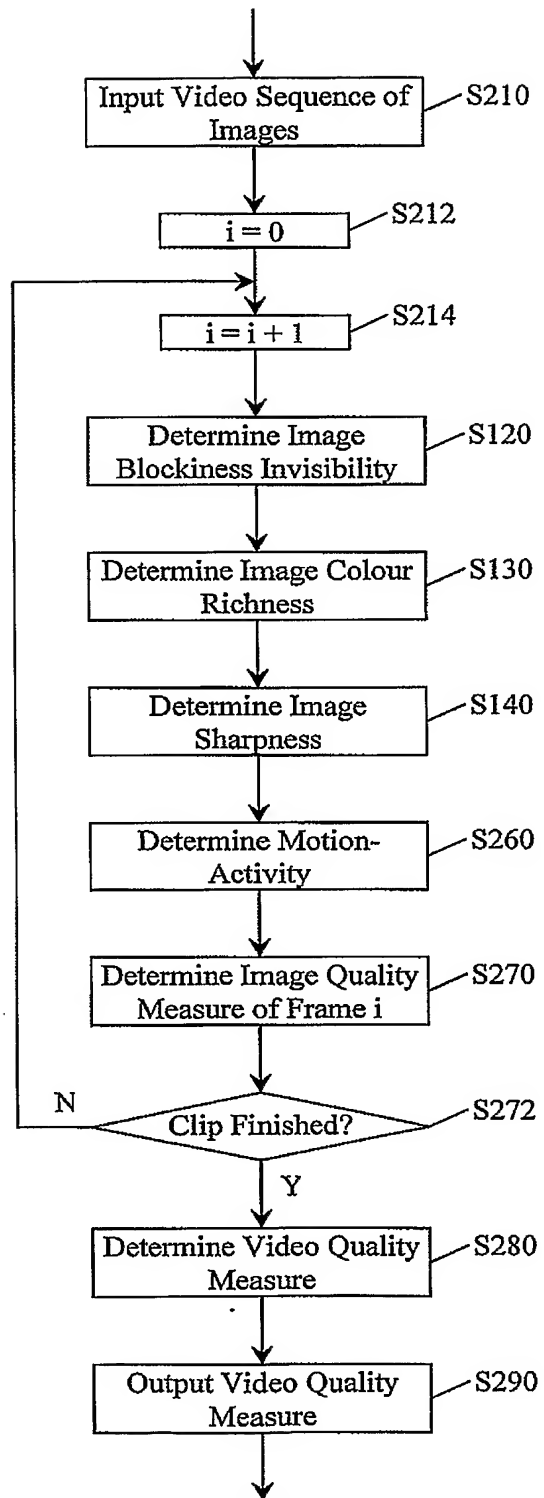 Input Video Sequence of
Images
S210
i = 0
S212
i = i + 1
S214
Determine Image
Blockiness Invisibility
S120
Determine Image Colour
Richness
S130
Determine Image
Sharpness
S140
Determine Motion-
Activity
S260
Determine Image Quality
Measure of Frame i
S270
N
Clip Finished?
S272
Y
Determine Video Quality
Measure
S280
Output Video Quality
Measure
S290